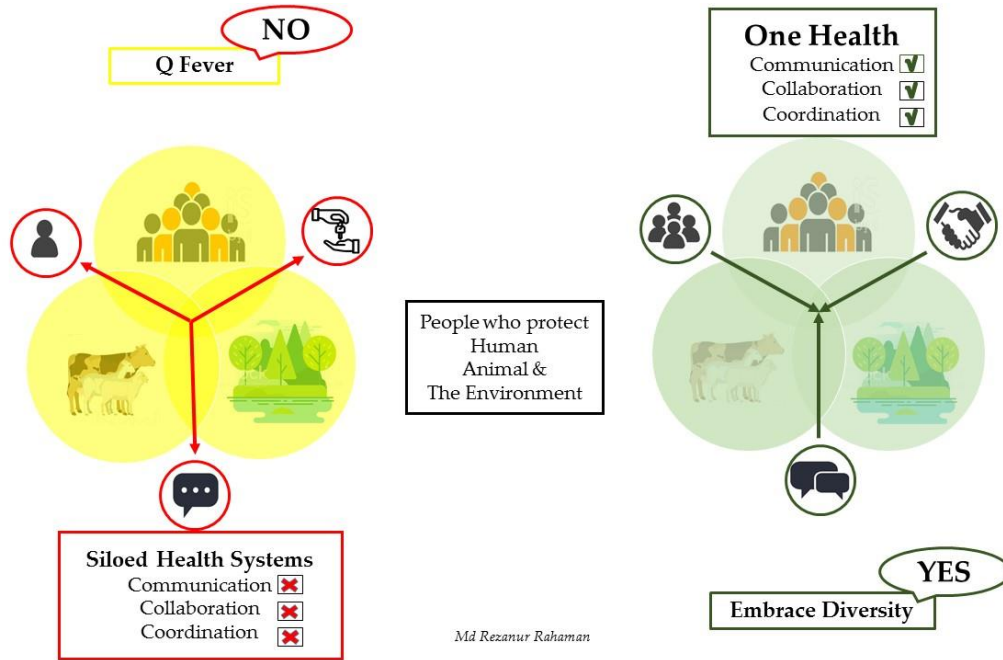 NO
Q Fever
One Health
Communication
Collaboration
Coordination
People who protect
Human
Animal &
The Environment
Siloed Health Systems
Communication
Collaboration
Coordination
YES
Embrace Diversity
Md Rezanur Rahaman